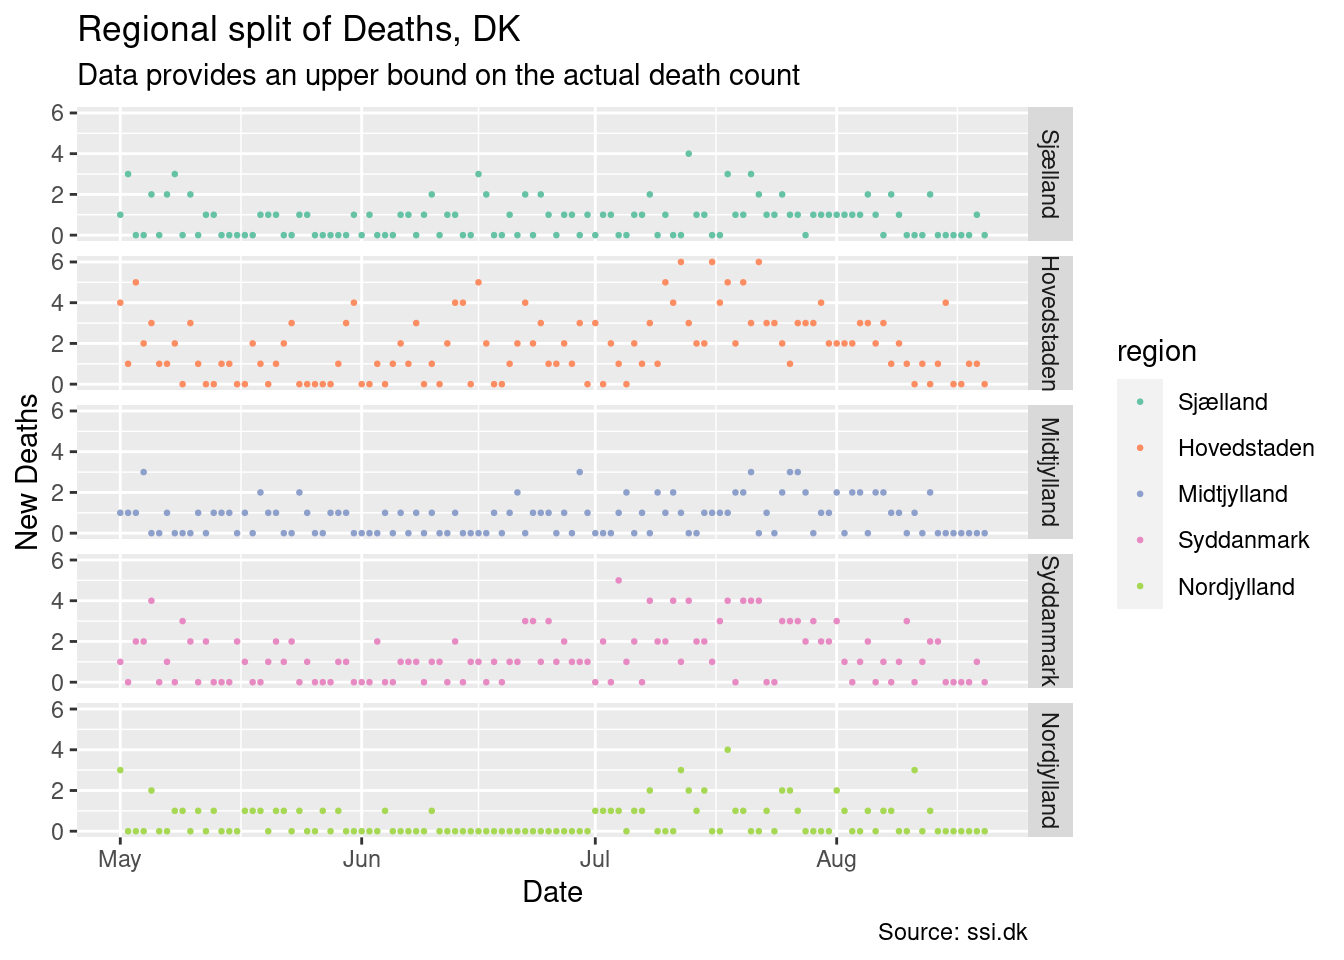 Regional split of Deaths, DK
Data provides an upper bound on the actual death count
New Deaths
6
4
2
0
Sjælland
6
4
2
0
Hovedstaden
6
4
2
0
Midtjylland
6
4
2
0
Syddanmark
6
4
2
0
Nordjylland
May Jun Jul Aug
Date
region
Sjælland
Hovedstaden
Midtjylland
Syddanmark
Nordjylland
Source: ssi.dk